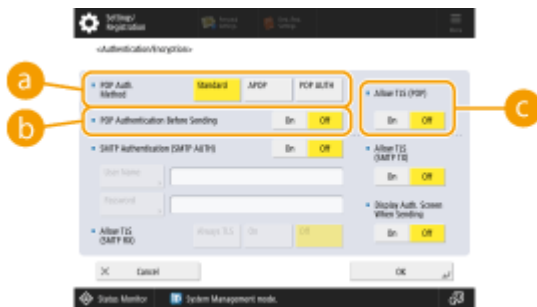 Settings/
Registration
Menu
<Authentication/Encryption>
a
POP Auth.
Method
Standard
APOP
POP AUTH
Allow TLS (POP)
c
b
POP Authentication Before Sending
On
Off
On
Off
SMTP Authentication (SMTP AUTH)
On
Off
Allow TLS
(SMTP TX)
User Name
On
Off
Password
Display Auth. Screen
When Sending
Allow TLS
(SMTP RX)
Always TLS
On
Off
On
Off
Cancel
OK
Status Monitor
System Management mode.